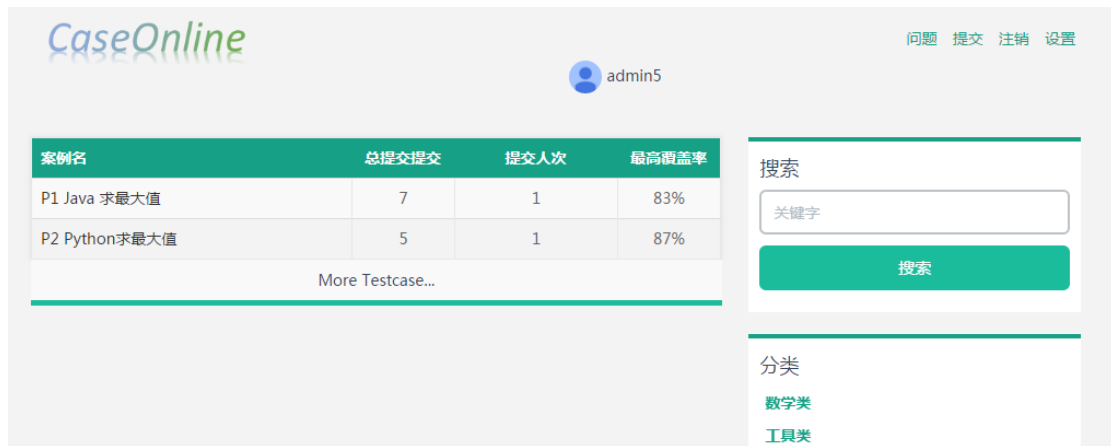 CaseOnline
问题 提交 注销 设置
admin5
案例名 总提交提交 提交人次 最高覆盖率
P1 Java 求最大值 7 1 83%
P2 Python求最大值 5 1 87%
More Testcase...
搜索
关键字
搜索
分类
数学类
工具类